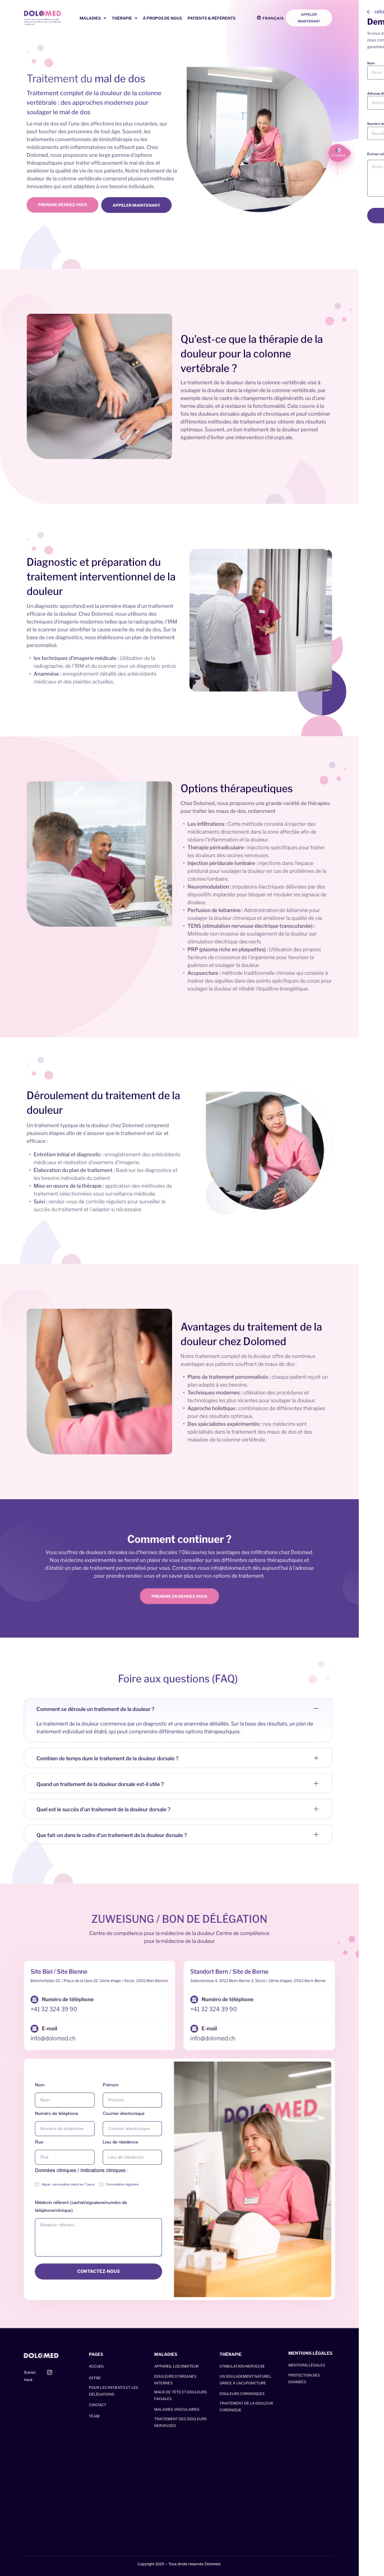 DOLOMED
MALADIES
THÉRAPIE
À PROPOS DE NOUS
PATIENTS & RÉFÉRENTS
FRANÇAIS
APPELER
MAINTENANT
Traitement du mal de dos
Traitement complet de la douleur de la colonne
vertébrale : des approches modernes pour
soulager le mal de dos
Le mal de dos est l'une des affections les plus courantes, qui
peut toucher des personnes de tout âge. Souvent, les
traitements conventionnels de kinésithérapie ou les
médicaments anti-inflammatoires ne suffisent pas. Chez
Dolomed, nous proposons une large gamme d'options
thérapeutiques pour traiter efficacement le mal de dos et
améliorer la qualité de vie de nos patients. Notre traitement de
la douleur vertébrale comprend plusieurs méthodes
innovantes qui sont adaptées à vos besoins individuels.
PRENDRE RENDEZ-VOUS
APPELER MAINTENANT
Qu'est-ce que la thérapie de la
douleur pour la colonne
vertébrale ?
Le traitement de la douleur dans la colonne vertébrale vise à
soulager la douleur dans la région de la colonne vertébrale, par
exemple dans le cadre de changements dégénératifs ou d'une
hernie discale, et à restaurer la fonctionnalité. Cela couvre à la
fois les douleurs dorsales aiguës et chroniques et peut combiner
différentes méthodes de traitement pour obtenir des résultats
optimaux. Souvent, un bon traitement de la douleur permet
également d'éviter une intervention chirurgicale.
Diagnostic et préparation du
traitement interventionnel de la
douleur
Un diagnostic approfondi est la première étape d'un traitement
efficace de la douleur. Chez Dolomed, nous utilisons des
techniques d'imagerie modernes telles que la radiographie, l'IRM
et le scanner pour identifier la cause exacte du mal de dos. Sur la
base de ces diagnostics, nous établissons un plan de traitement
personnalisé.
• les techniques d'imagerie médicale : Utilisation de la
radiographie, de l'IRM et du scanner pour un diagnostic précis
• Anamnèse : enregistrement détaillé des antécédents
médicaux et des plaintes actuelles.
Options thérapeutiques
Chez Dolomed, nous proposons une grande variété de thérapies
pour traiter les maux de dos, notamment
• Les infiltrations : Cette méthode consiste à injecter des
médicaments directement dans la zone affectée afin de
réduire l'inflammation et la douleur.
• Thérapie périradiculaire : injections spécifiques pour traiter
les douleurs des racines nerveuses.
• Injection péridurale lombaire : injections dans l'espace
péridural pour soulager la douleur en cas de problèmes de la
colonne lombaire.
• Neuromodulation : impulsions électriques délivrées par des
dispositifs implantés pour bloquer et moduler les signaux de
douleur.
• Perfusion de kétamine : Administration de kétamine pour
soulager la douleur chronique et améliorer la qualité de vie.
• TENS (stimulation nerveuse électrique transcutanée) :
Méthode non invasive de soulagement de la douleur par
stimulation électrique des nerfs.
• PRP (plasma riche en plaquettes) : Utilisation des propres
facteurs de croissance de l'organisme pour favoriser la
guérison et soulager la douleur.
• Acupuncture : méthode traditionnelle chinoise qui consiste à
insérer des aiguilles dans des points spécifiques du corps pour
soulager la douleur et rétablir l'équilibre énergétique.
Déroulement du traitement de la
douleur
Un traitement typique de la douleur chez Dolomed comprend
plusieurs étapes afin de s'assurer que le traitement est sûr et
efficace :
• Entretien initial et diagnostic : enregistrement des antécédents
médicaux et réalisation d'examens d'imagerie.
• Élaboration du plan de traitement : Basé sur les diagnostics et
les besoins individuels du patient.
• Mise en œuvre de la thérapie : application des méthodes de
traitement sélectionnées sous surveillance médicale.
• Suivi : rendez-vous de contrôle réguliers pour surveiller le
succès du traitement et l'adapter si nécessaire.
Avantages du traitement de la
douleur chez Dolomed
Notre traitement complet de la douleur offre de nombreux
avantages aux patients souffrant de maux de dos :
• Plans de traitement personnalisés : chaque patient reçoit un
plan adapté à ses besoins.
• Techniques modernes : utilisation des procédures et
technologies les plus récentes pour soulager la douleur.
• Approche holistique : combinaison de différentes thérapies
pour des résultats optimaux.
• Des spécialistes expérimentés : nos médecins sont
spécialisés dans le traitement des maux de dos et des
maladies de la colonne vertébrale.
Comment continuer ?
Vous souffrez de douleurs dorsales ou d'hernies discales ? Découvrez les avantages des infiltrations chez Dolomed.
Nos médecins expérimentés se feront un plaisir de vous conseiller sur les différentes options thérapeutiques et
d'établir un plan de traitement personnalisé pour vous. Contactez-nous info@dolomed.ch dès aujourd'hui à l'adresse
pour prendre rendez-vous et en savoir plus sur nos options de traitement.
PRENDRE UN RENDEZ-VOUS
Foire aux questions (FAQ)
Comment se déroule un traitement de la douleur ?
Le traitement de la douleur commence par un diagnostic et une anamnèse détaillés. Sur la base des résultats, un plan de
traitement individuel est établi, qui peut comprendre différentes options thérapeutiques.
Combien de temps dure le traitement de la douleur dorsale ?
Quand un traitement de la douleur dorsale est-il utile ?
Quel est le succès d'un traitement de la douleur dorsale ?
Que fait-on dans le cadre d'un traitement de la douleur dorsale ?
ZUWEISUNG / BON DE DÉLÉGATION
Centre de compétence pour la médecine de la douleur Centre de compétence
pour la médecine de la douleur
Site Biel / Site Bienne
Bahnhofplatz 2C / Place de la Gare 2C 2ème étage / Stock, 2502 Biel Bienne
Numéro de téléphone
+41 32 324 39 90
E-mail
info@dolomed.ch
Standort Bern / Site de Berne
Numéro de téléphone
+41 32 324 39 90
E-mail
info@dolomed.ch
Nom
Prénom
Nom
Prénom
Numéro de téléphone
Courrier électronique
Numéro de téléphone
Courrier électronique
Rue
Lieu de résidence
Rue
Lieu de résidence
Données cliniques / Indications cliniques :
Médecin référent (cachet/signature/numéro de
téléphone/clinique)
Médecin référent...
CONTACTEZ-NOUS
DOLOMED
DOLOMED
Suivez
nous
PAGES
ACCUEIL
OFFRE
POUR LES PATIENTS ET LES
DÉLÉGATIONS
CONTACT
TEAM
MALADIES
APPAREIL LOCOMOTEUR
DOULEURS D'ORGANES
INTERNES
MAUX DE TÊTE ET DOULEURS
FACIALES
MALADIES VASCULAIRES
TRAITEMENT DES DOULEURS
NERVEUSES
THÉRAPIE
STIMULATION NERVEUSE
UN SOULAGEMENT NATUREL
GRÂCE À L'ACUPUNCTURE
DOULEURS CHRONIQUES
TRAITEMENT DE LA DOULEUR
CHRONIQUE
MENTIONS LÉGALES
MENTIONS LÉGALES
PROTECTION DES
DONNÉES
Copyright 2025 – Tous droits réservés Dolomed.